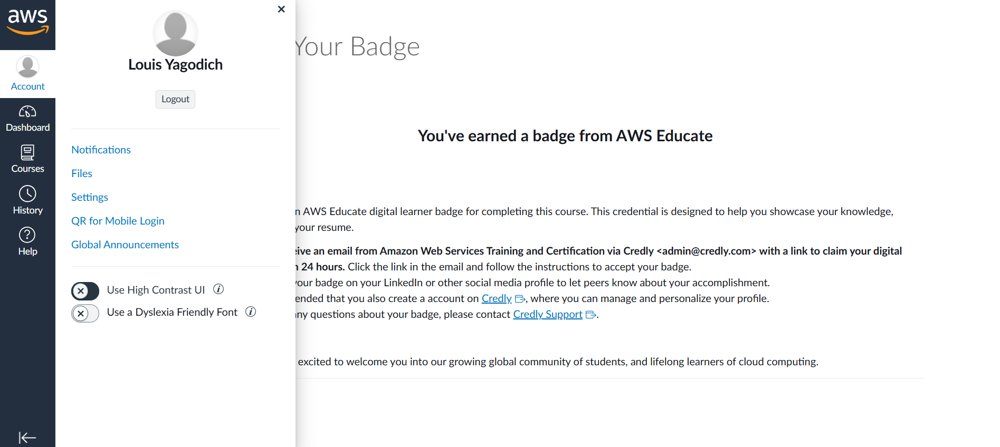 aws
Account
Dashboard
Courses
History
Help
Louis Yagodich
Logout
Notifications
Files
Settings
QR for Mobile Login
Global Announcements
Use High Contrast UI
Use a Dyslexia Friendly Font
Your Badge
You've earned a badge from AWS Educate
AWS Educate digital learner badge for completing this course. This credential is designed to help you showcase your knowledge,
your resume.
an email from Amazon Web Services Training and Certification via Credly <admin@credly.com> with a link to claim your digital
24 hours. Click the link in the email and follow the instructions to accept your badge.
your badge on your LinkedIn or other social media profile to let peers know about your accomplishment.
that you also create a account on Credly, where you can manage and personalize your profile.
questions about your badge, please contact Credly Support.
excited to welcome you into our growing global community of students, and lifelong learners of cloud computing.